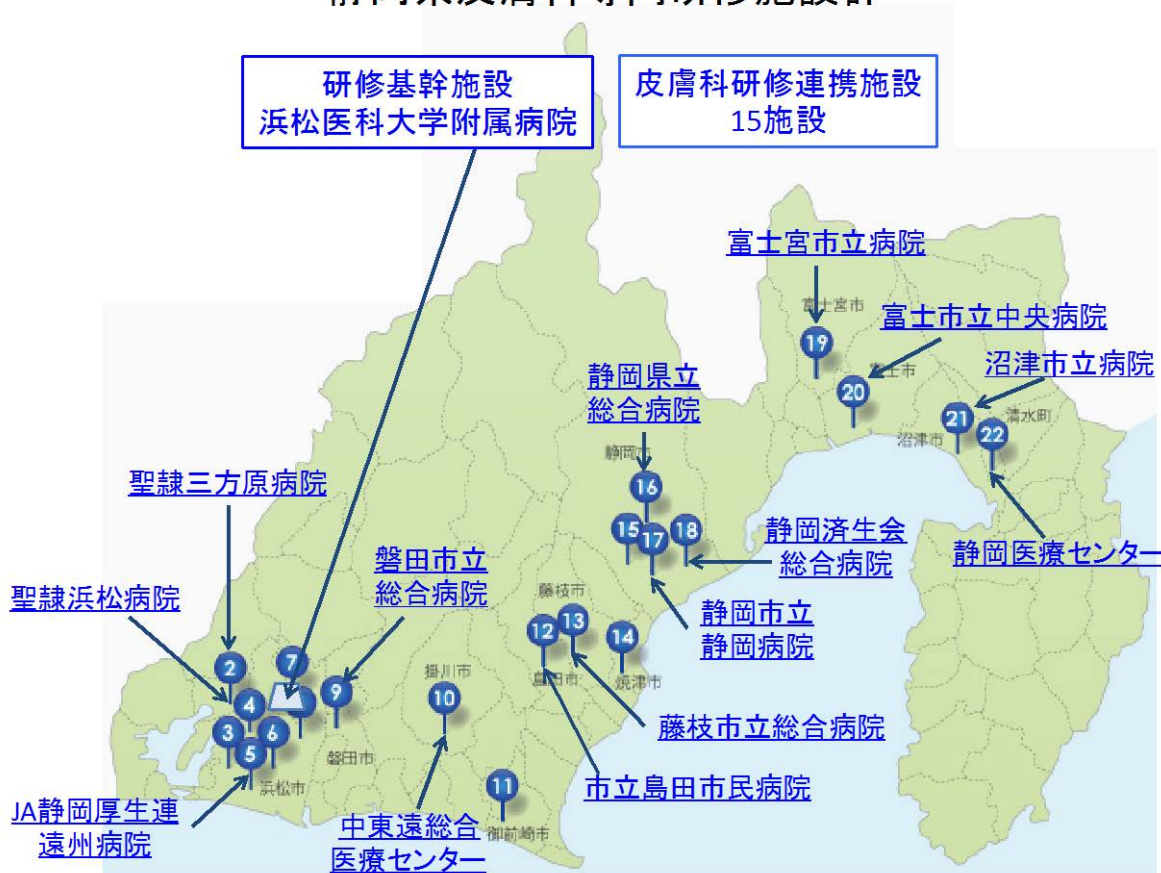 研修基幹施設
浜松医科大学附属病院
皮膚科研修連携施設
15施設
富士宮市立病院
富士宮市
19
富士市立中央病院
富士市
20
沼津市立病院
21
清水町
22
沼津市
静岡県立
総合病院
静岡市
16
15
17
18
静岡済生会
総合病院
静岡医療センター
聖隷三方原病院
磐田市立
総合病院
聖隷浜松病院
静岡市立
静岡病院
藤枝市
12
13
14
島田市
焼津市
2
7
4
9
3
6
5
掛川市
10
磐田市
浜松市
藤枝市立総合病院
市立島田市民病院
11
御前崎市
JA静岡厚生連
遠州病院
中東遠総合
医療センター